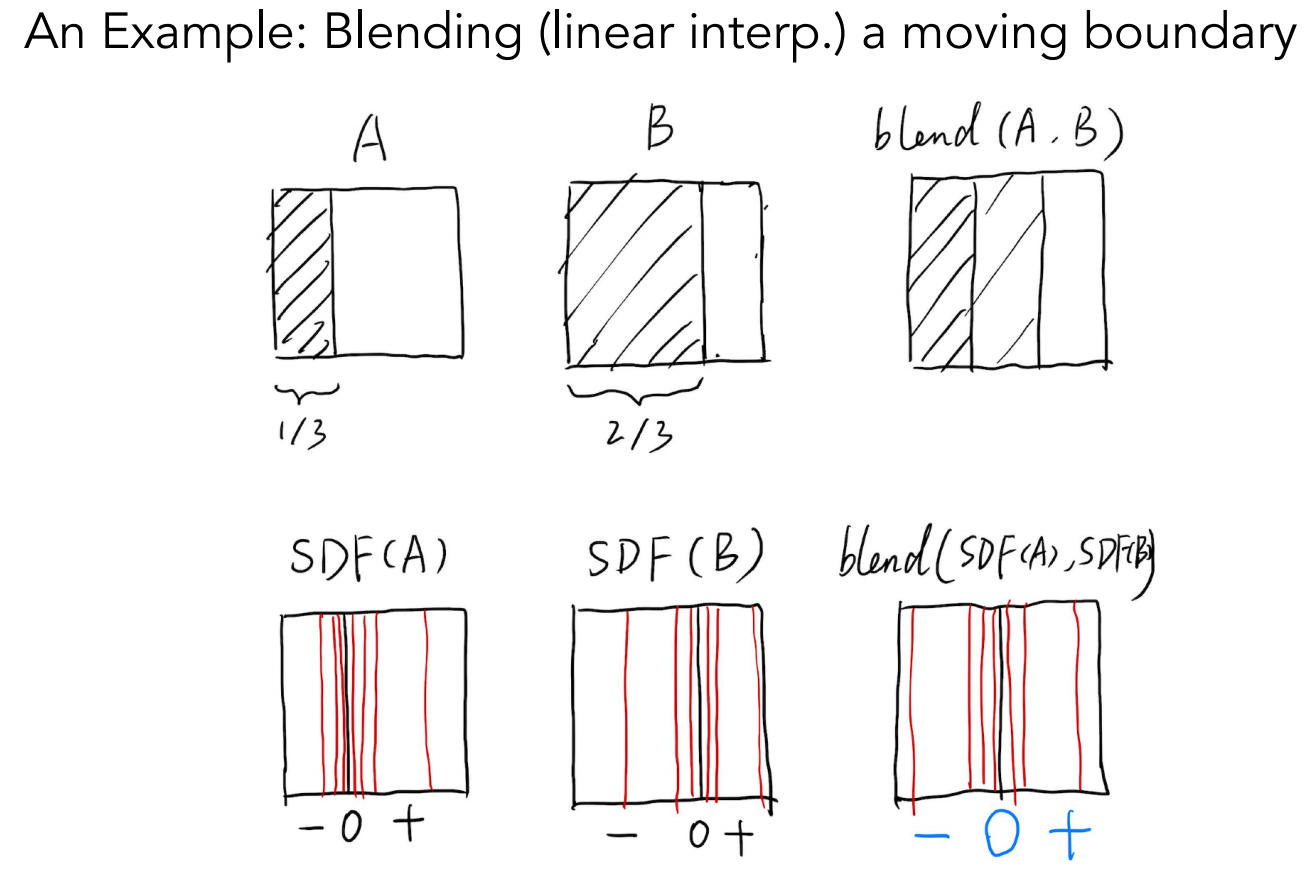 An Example: Blending (linear interp.) a moving boundary
A B blend (A, B)
1/3 2/3
SDF(A) SDF(B) blend(SDF(A), SDF(B)
- 0 + - 0 + - 0 +